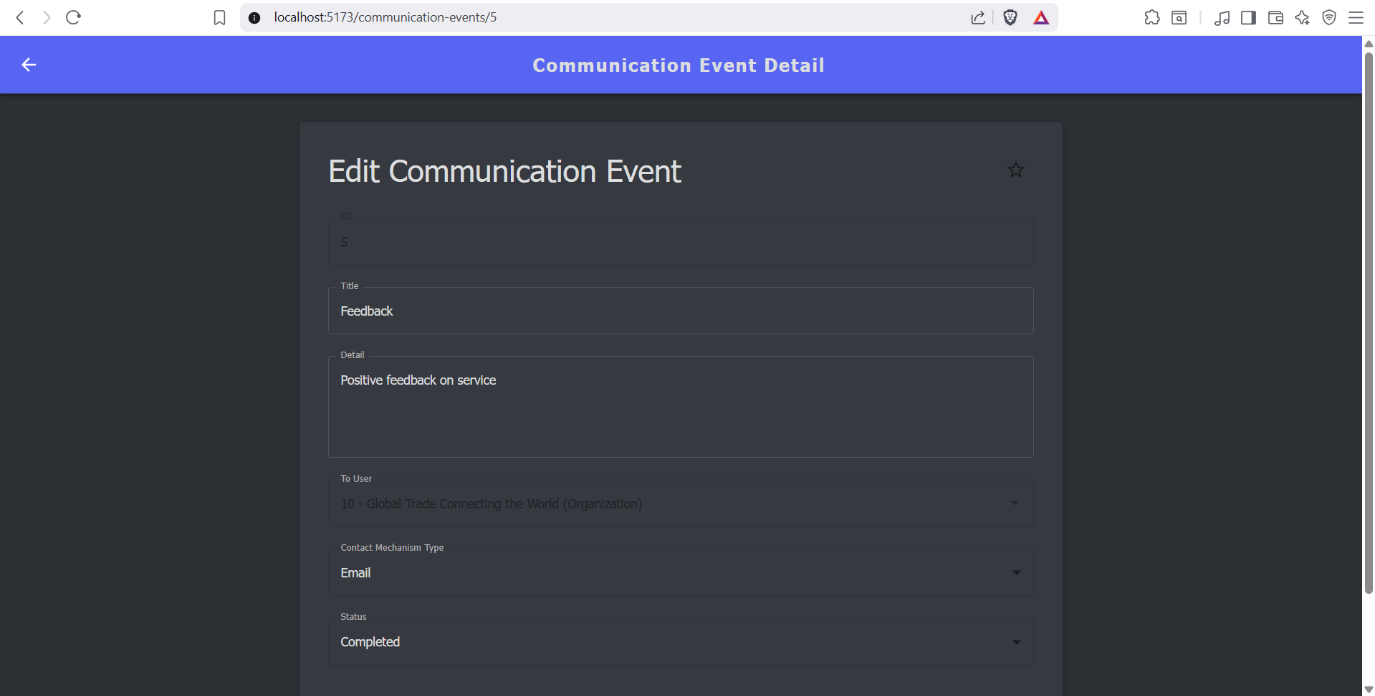 localhost:5173/communication-events/5
Communication Event Detail
Edit Communication Event
ID
5
Title
Feedback
Detail
Positive feedback on service
To User
10 - Global Trade Connecting the World (Organization)
Contact Mechanism Type
Email
Status
Completed